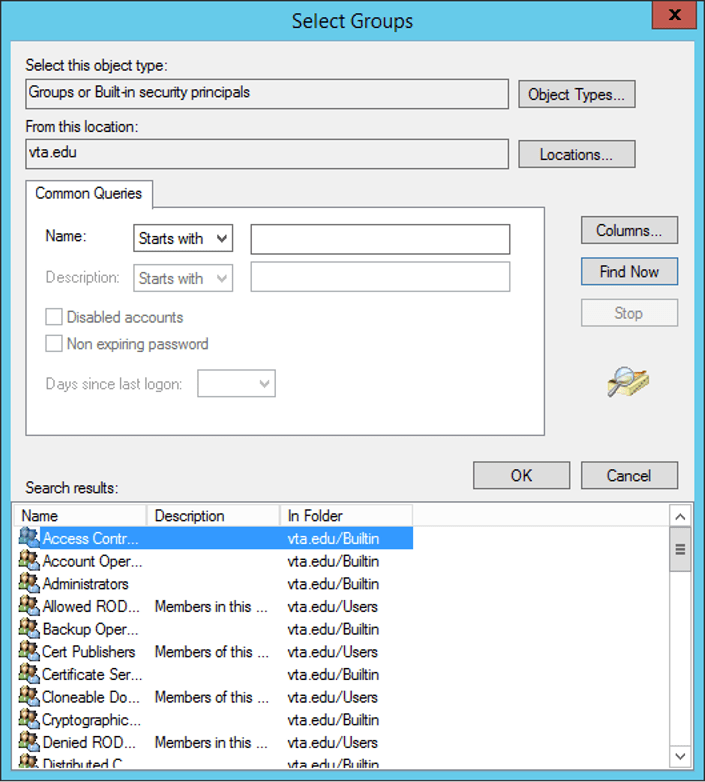 Select Groups
x
Select this object type:
Groups or Built-in security principals
Object Types...
From this location:
vta.edu
Locations...
Common Queries
Name: Starts with
Columns...
Find Now
Description: Starts with
Stop
Disabled accounts
Non expiring password
Days since last logon:
OK Cancel
Search results:
Name Description In Folder
Access Contr... vta.edu/Builtin
Account Oper... vta.edu/Builtin
Administrators vta.edu/Builtin
Allowed ROD... Members in this ... vta.edu/Users
Backup Oper... vta.edu/Builtin
Cert Publishers Members of this ... vta.edu/Users
Certificate Ser... vta.edu/Builtin
Cloneable Do... Members of this ... vta.edu/Users
Cryptographic... vta.edu/Builtin
Denied ROD... Members in this ... vta.edu/Users
Distributed C... vta.edu/Builtin